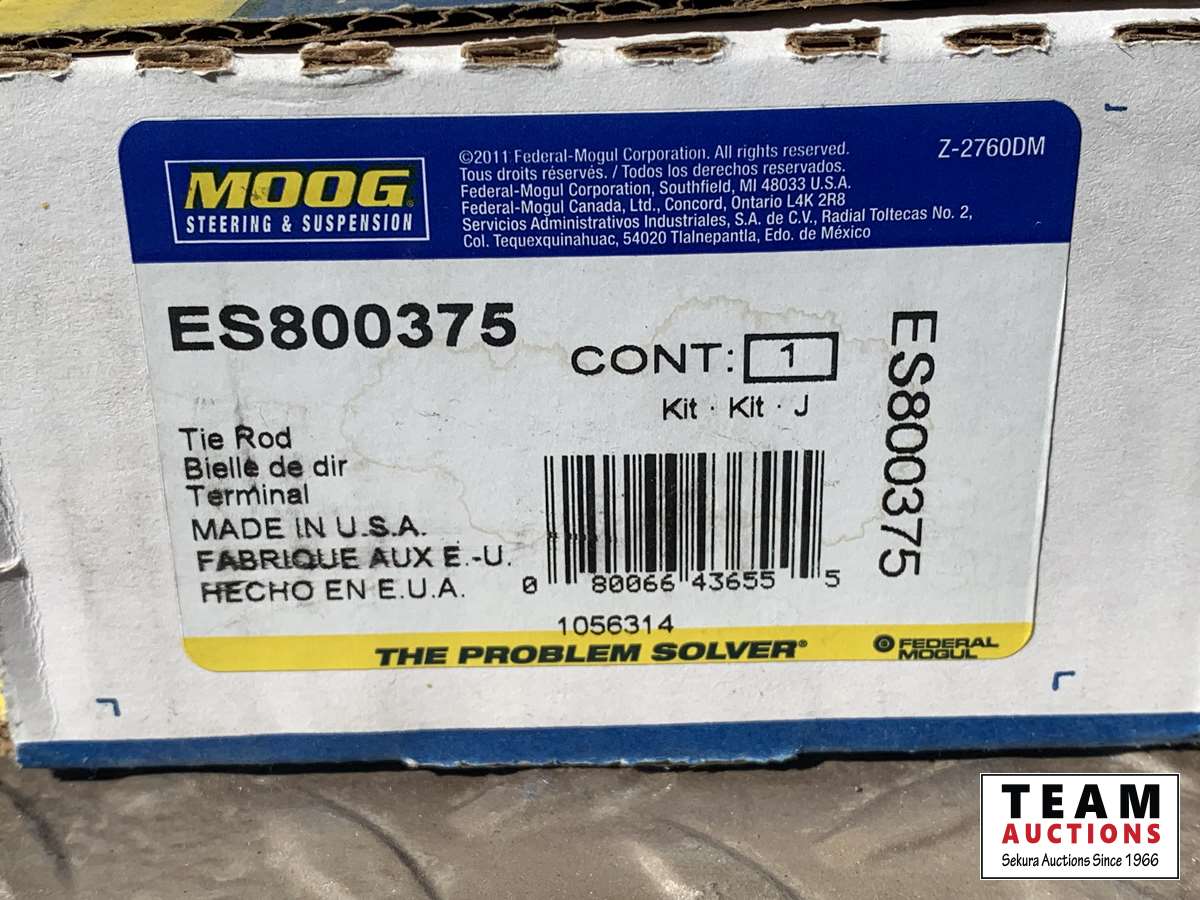 MOOG
STEERING & SUSPENSION
©2011 Federal-Mogul Corporation. All rights reserved.
Tous droits réservés. / Todos los derechos reservados.
Federal-Mogul Corporation, Southfield, MI 48033 U.S.A.
Federal-Mogul Canada, Ltd., Concord, Ontario L4K 2R8
Servicios Administrativos Industriales, S.A. de C.V., Radial Toltecas No. 2,
Col. Tequexquinahuac, 54020 Tlalnepantla, Edo. de México
Z-2760DM
ES800375
CONT: 1
Kit · Kit · J
ES800375
Tie Rod
Bielle de dir
Terminal
MADE IN U.S.A.
FABRIQUE AUX E.-U.
HECHO EN E.U.A.
0 80066 43655 5
1056314
THE PROBLEM SOLVER®
FEDERAL
MOGUL
TEAM
AUCTIONS
Sekura Auctions Since 1966